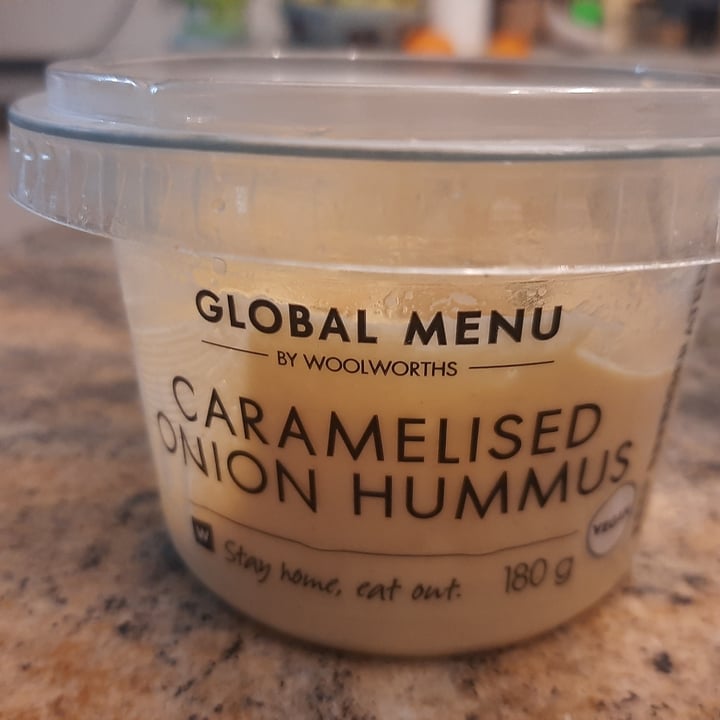 GLOBAL MENU
BY WOOLWORTHS
CARAMELISED
ONION HUMMUS
W
Stay home, eat out.
180 g
VEGAN